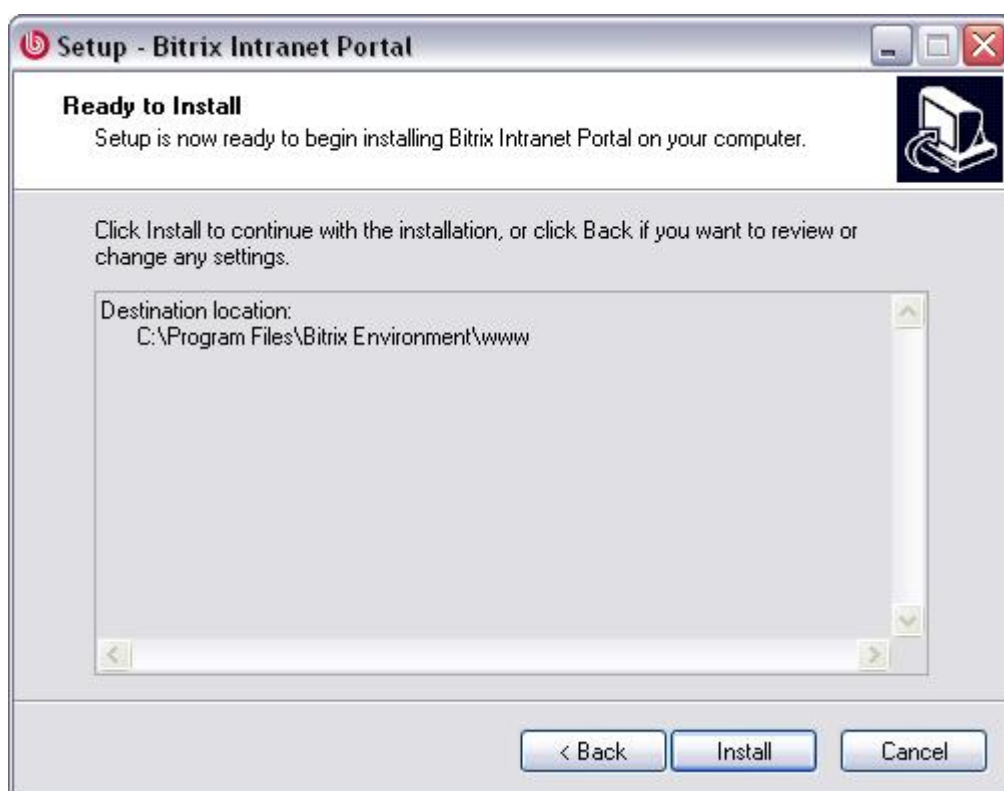 Setup - Bitrix Intranet Portal
Ready to Install
Setup is now ready to begin installing Bitrix Intranet Portal on your computer.
Click Install to continue with the installation, or click Back if you want to review or
change any settings.
Destination location:
C:\Program Files\Bitrix Environment\www
< Back
Install
Cancel